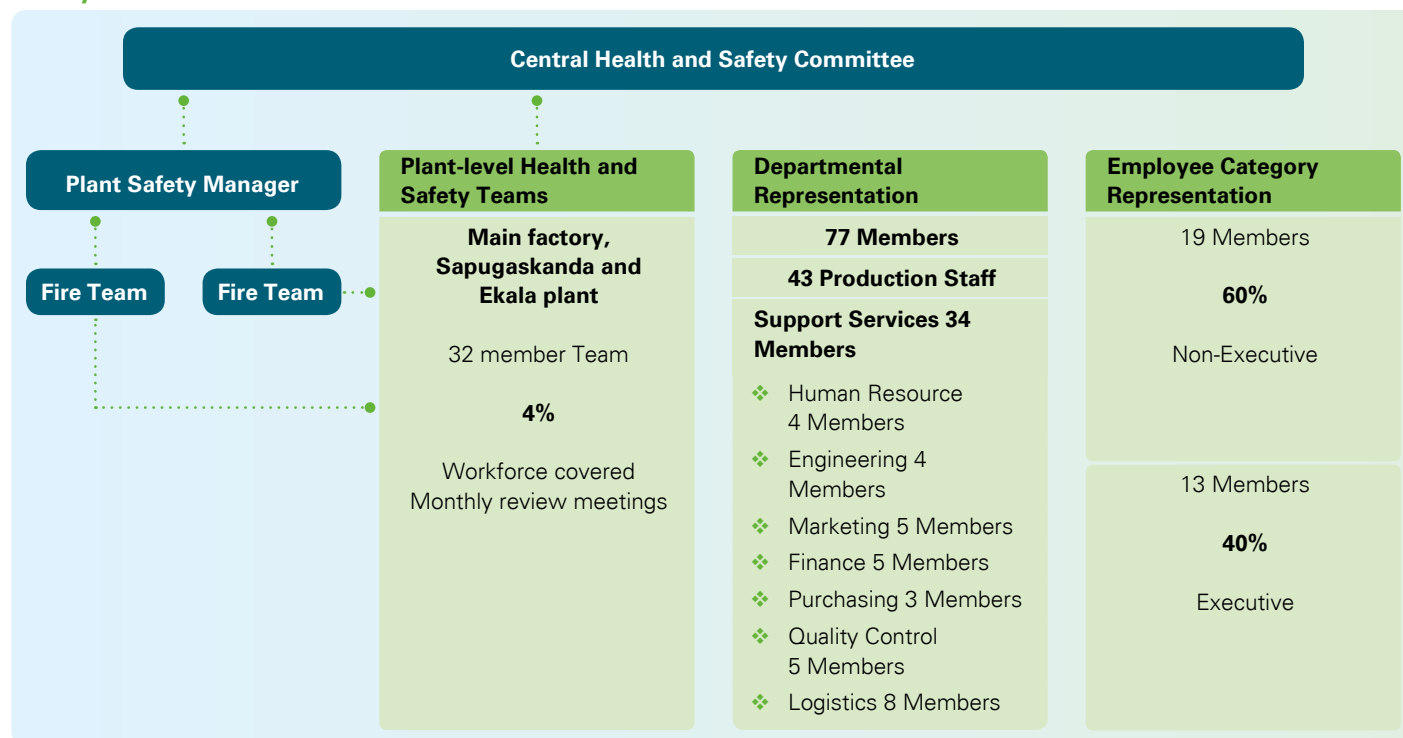 Central Health and Safety Committee
Plant Safety Manager
Fire Team
Fire Team
Plant-level Health and
Safety Teams
Main factory,
Sapugaskanda and
Ekala plant
32 member Team
4%
Workforce covered
Monthly review meetings
Departmental
Representation
77 Members
43 Production Staff
Support Services 34
Members
❖ Human Resource
4 Members
❖ Engineering 4
Members
❖ Marketing 5 Members
❖ Finance 5 Members
❖ Purchasing 3 Members
❖ Quality Control
5 Members
❖ Logistics 8 Members
Employee Category
Representation
19 Members
60%
Non-Executive
13 Members
40%
Executive